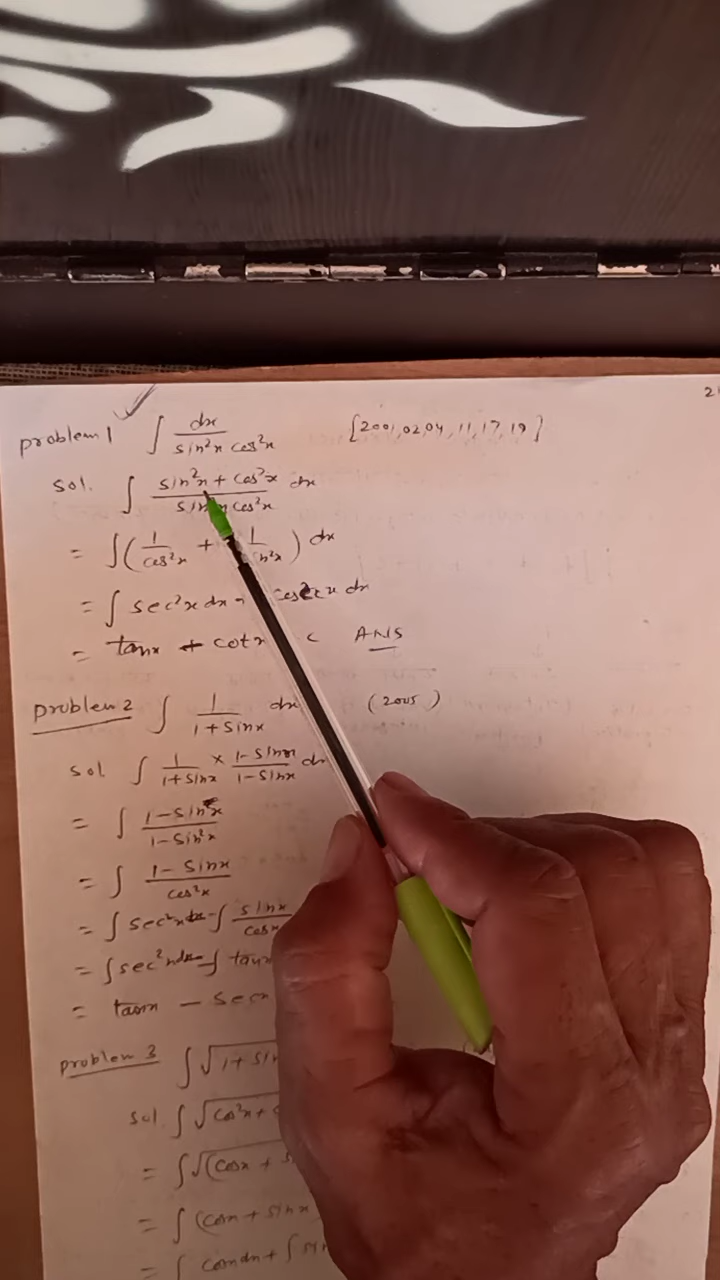 problem 1 ∫ dx / sin²x cos²x [2001,02,04,11,17,19]
sol. ∫ sin²x + cos²x / sin²x cos²x dx
= ∫(1/cos²x + 1/sin²x) dx
= ∫ sec²x dx + cosec²x dx
= tanx + cotx c ANS
problem 2 ∫ 1 / 1+sinx dx (2005)
sol ∫ 1/1+sinx × 1-sinx/1-sinx dx
= ∫ 1-sinx / 1-sin²x
= ∫ 1-sinx / cos²x
= ∫ sec²x dx - ∫ sinx / cosx
= ∫ sec²x dx - ∫ tanx
= tanx - secx
problem 3 ∫√1+sin
sol. ∫√cos²x +
= ∫√(cosx +
= ∫ (cosx + sinx
= ∫ cosxdx + ∫ sin